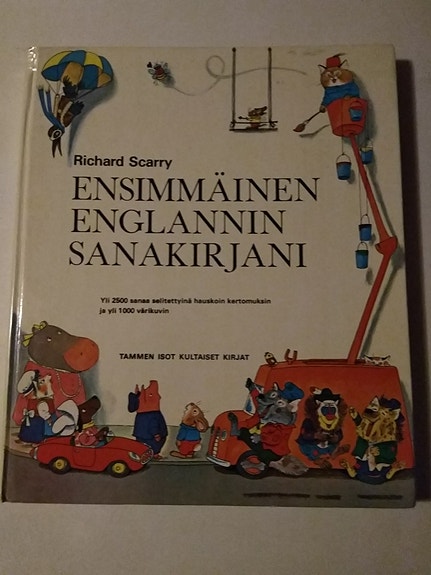 Richard Scarry
ENSIMMÄINEN
ENGLANNIN
SANAKIRJANI
Yli 2500 sanaa selitettyinä hauskoin kertomuksin
ja yli 1000 värikuvin
TAMMEN ISOT KULTAISET KIRJAT